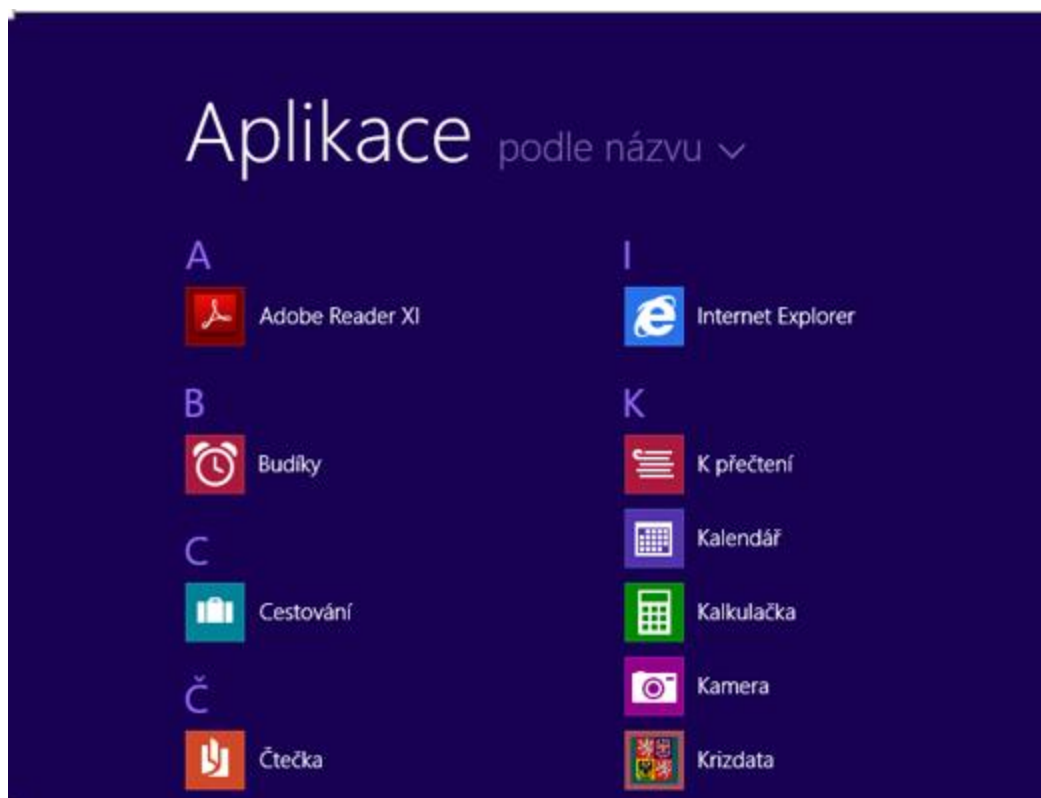 Aplikace podle názvu
A
Adobe Reader XI
B
Budíky
C
Cestování
Č
Čtečka
I
Internet Explorer
K
K přečtení
Kalendář
Kalkulačka
Kamera
Krizdata